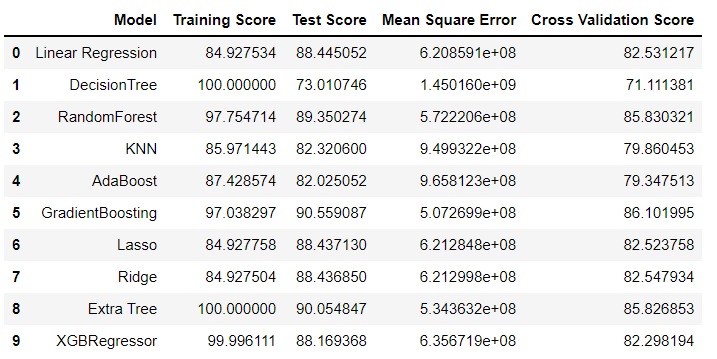 Model Training Score Test Score Mean Square Error Cross Validation Score
0 Linear Regression 84.927534 88.445052 6.208591e+08 82.531217
1 DecisionTree 100.000000 73.010746 1.450160e+09 71.111381
2 RandomForest 97.754714 89.350274 5.722206e+08 85.830321
3 KNN 85.971443 82.320600 9.499322e+08 79.860453
4 AdaBoost 87.428574 82.025052 9.658123e+08 79.347513
5 GradientBoosting 97.038297 90.559087 5.072699e+08 86.101995
6 Lasso 84.927758 88.437130 6.212848e+08 82.523758
7 Ridge 84.927504 88.436850 6.212998e+08 82.547934
8 Extra Tree 100.000000 90.054847 5.343632e+08 85.826853
9 XGBRegressor 99.996111 88.169368 6.356719e+08 82.298194